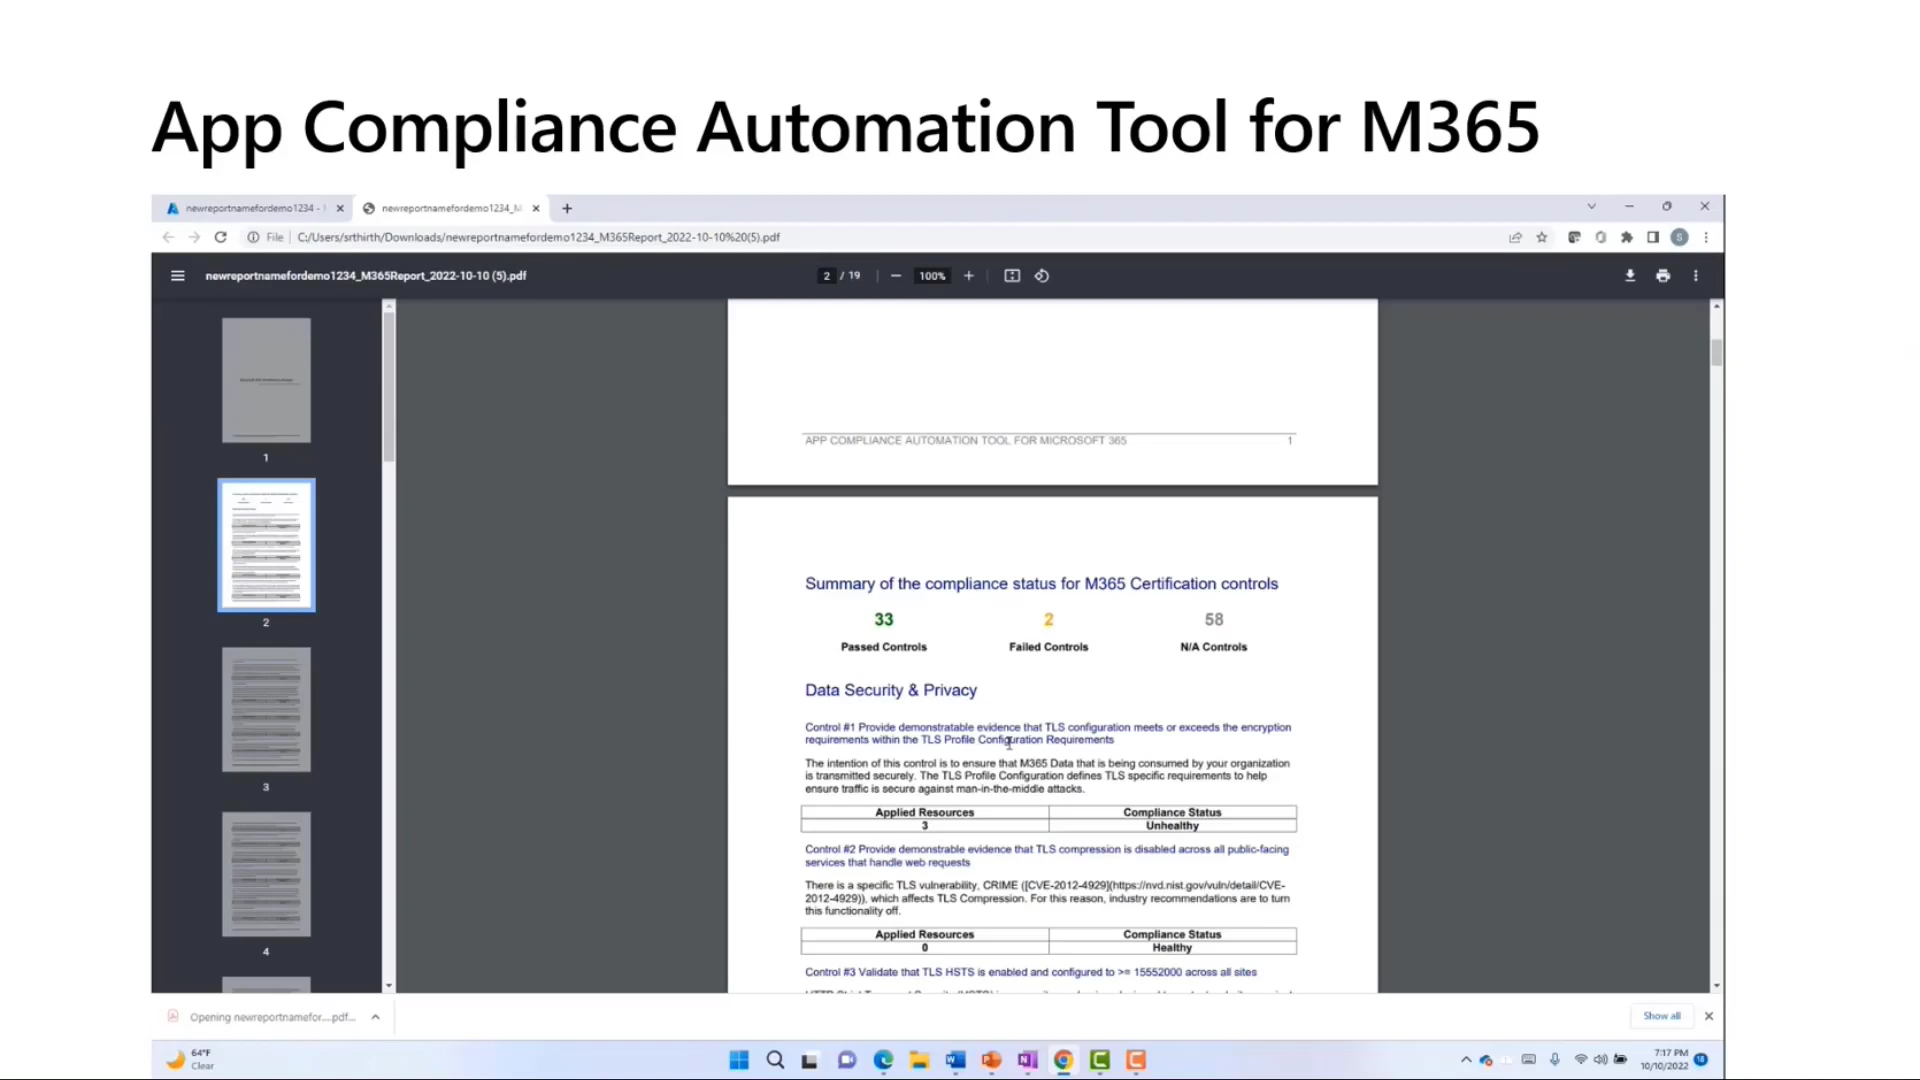 App Compliance Automation Tool for M365
newreportnamefordemo1234 -
newreportnamefordemo1234_M
File
C:/Users/srthirth/Downloads/newreportnamefordemo1234_M365Report_2022-10-10%20(5).pdf
S
newreportnamefordemo1234_M365Report_2022-10-10 (5).pdf
2 / 19
100%
1
2
3
4
APP COMPLIANCE AUTOMATION TOOL FOR MICROSOFT 365 1
Summary of the compliance status for M365 Certification controls
33 2 58
Passed Controls Failed Controls N/A Controls
Data Security & Privacy
Control #1 Provide demonstratable evidence that TLS configuration meets or exceeds the encryption
requirements within the TLS Profile Configuration Requirements
The intention of this control is to ensure that M365 Data that is being consumed by your organization
is transmitted securely. The TLS Profile Configuration defines TLS specific requirements to help
ensure traffic is secure against man-in-the-middle attacks.
Applied Resources Compliance Status
3 Unhealthy
Control #2 Provide demonstrable evidence that TLS compression is disabled across all public-facing
services that handle web requests
There is a specific TLS vulnerability, CRIME ([CVE-2012-4929](https://nvd.nist.gov/vuln/detail/CVE-
2012-4929)), which affects TLS Compression. For this reason, industry recommendations are to turn
this functionality off.
Applied Resources Compliance Status
0 Healthy
Control #3 Validate that TLS HSTS is enabled and configured to >= 15552000 across all sites
Opening newreportnamefor....pdf...
Show all
64°F
Clear
7:17 PM
10/10/2022